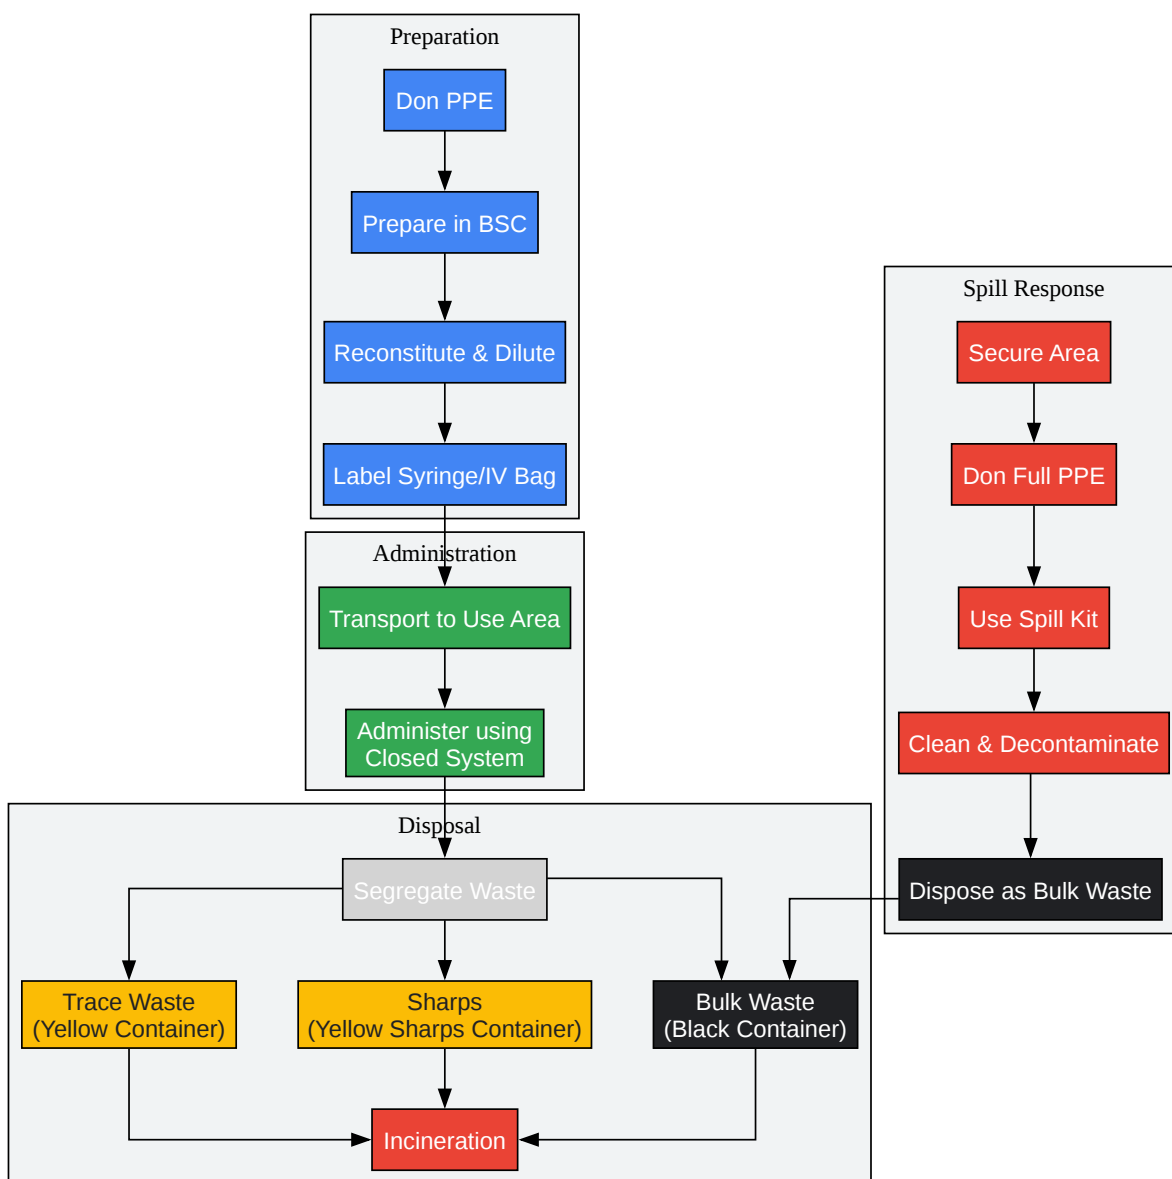 Preparation
Don PPE
Prepare in BSC
Reconstitute & Dilute
Label Syringe/IV Bag
Administration
Transport to Use Area
Administer using
Closed System
Disposal
Segregate Waste
Trace Waste
(Yellow Container)
Sharps
(Yellow Sharps Container)
Bulk Waste
(Black Container)
Incineration
Spill Response
Secure Area
Don Full PPE
Use Spill Kit
Clean & Decontaminate
Dispose as Bulk Waste